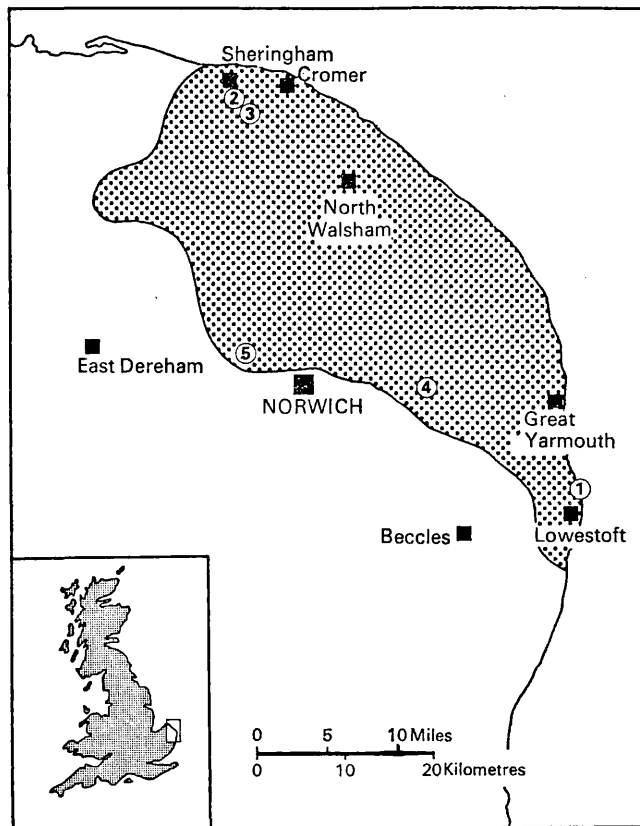 Sheringham
Cromer
2
3
North
Walsham
5
East Dereham
NORWICH
4
Great
Yarmouth
1
Lowestoft
Beccles
0 5 10 Miles
0 10 20 Kilometres